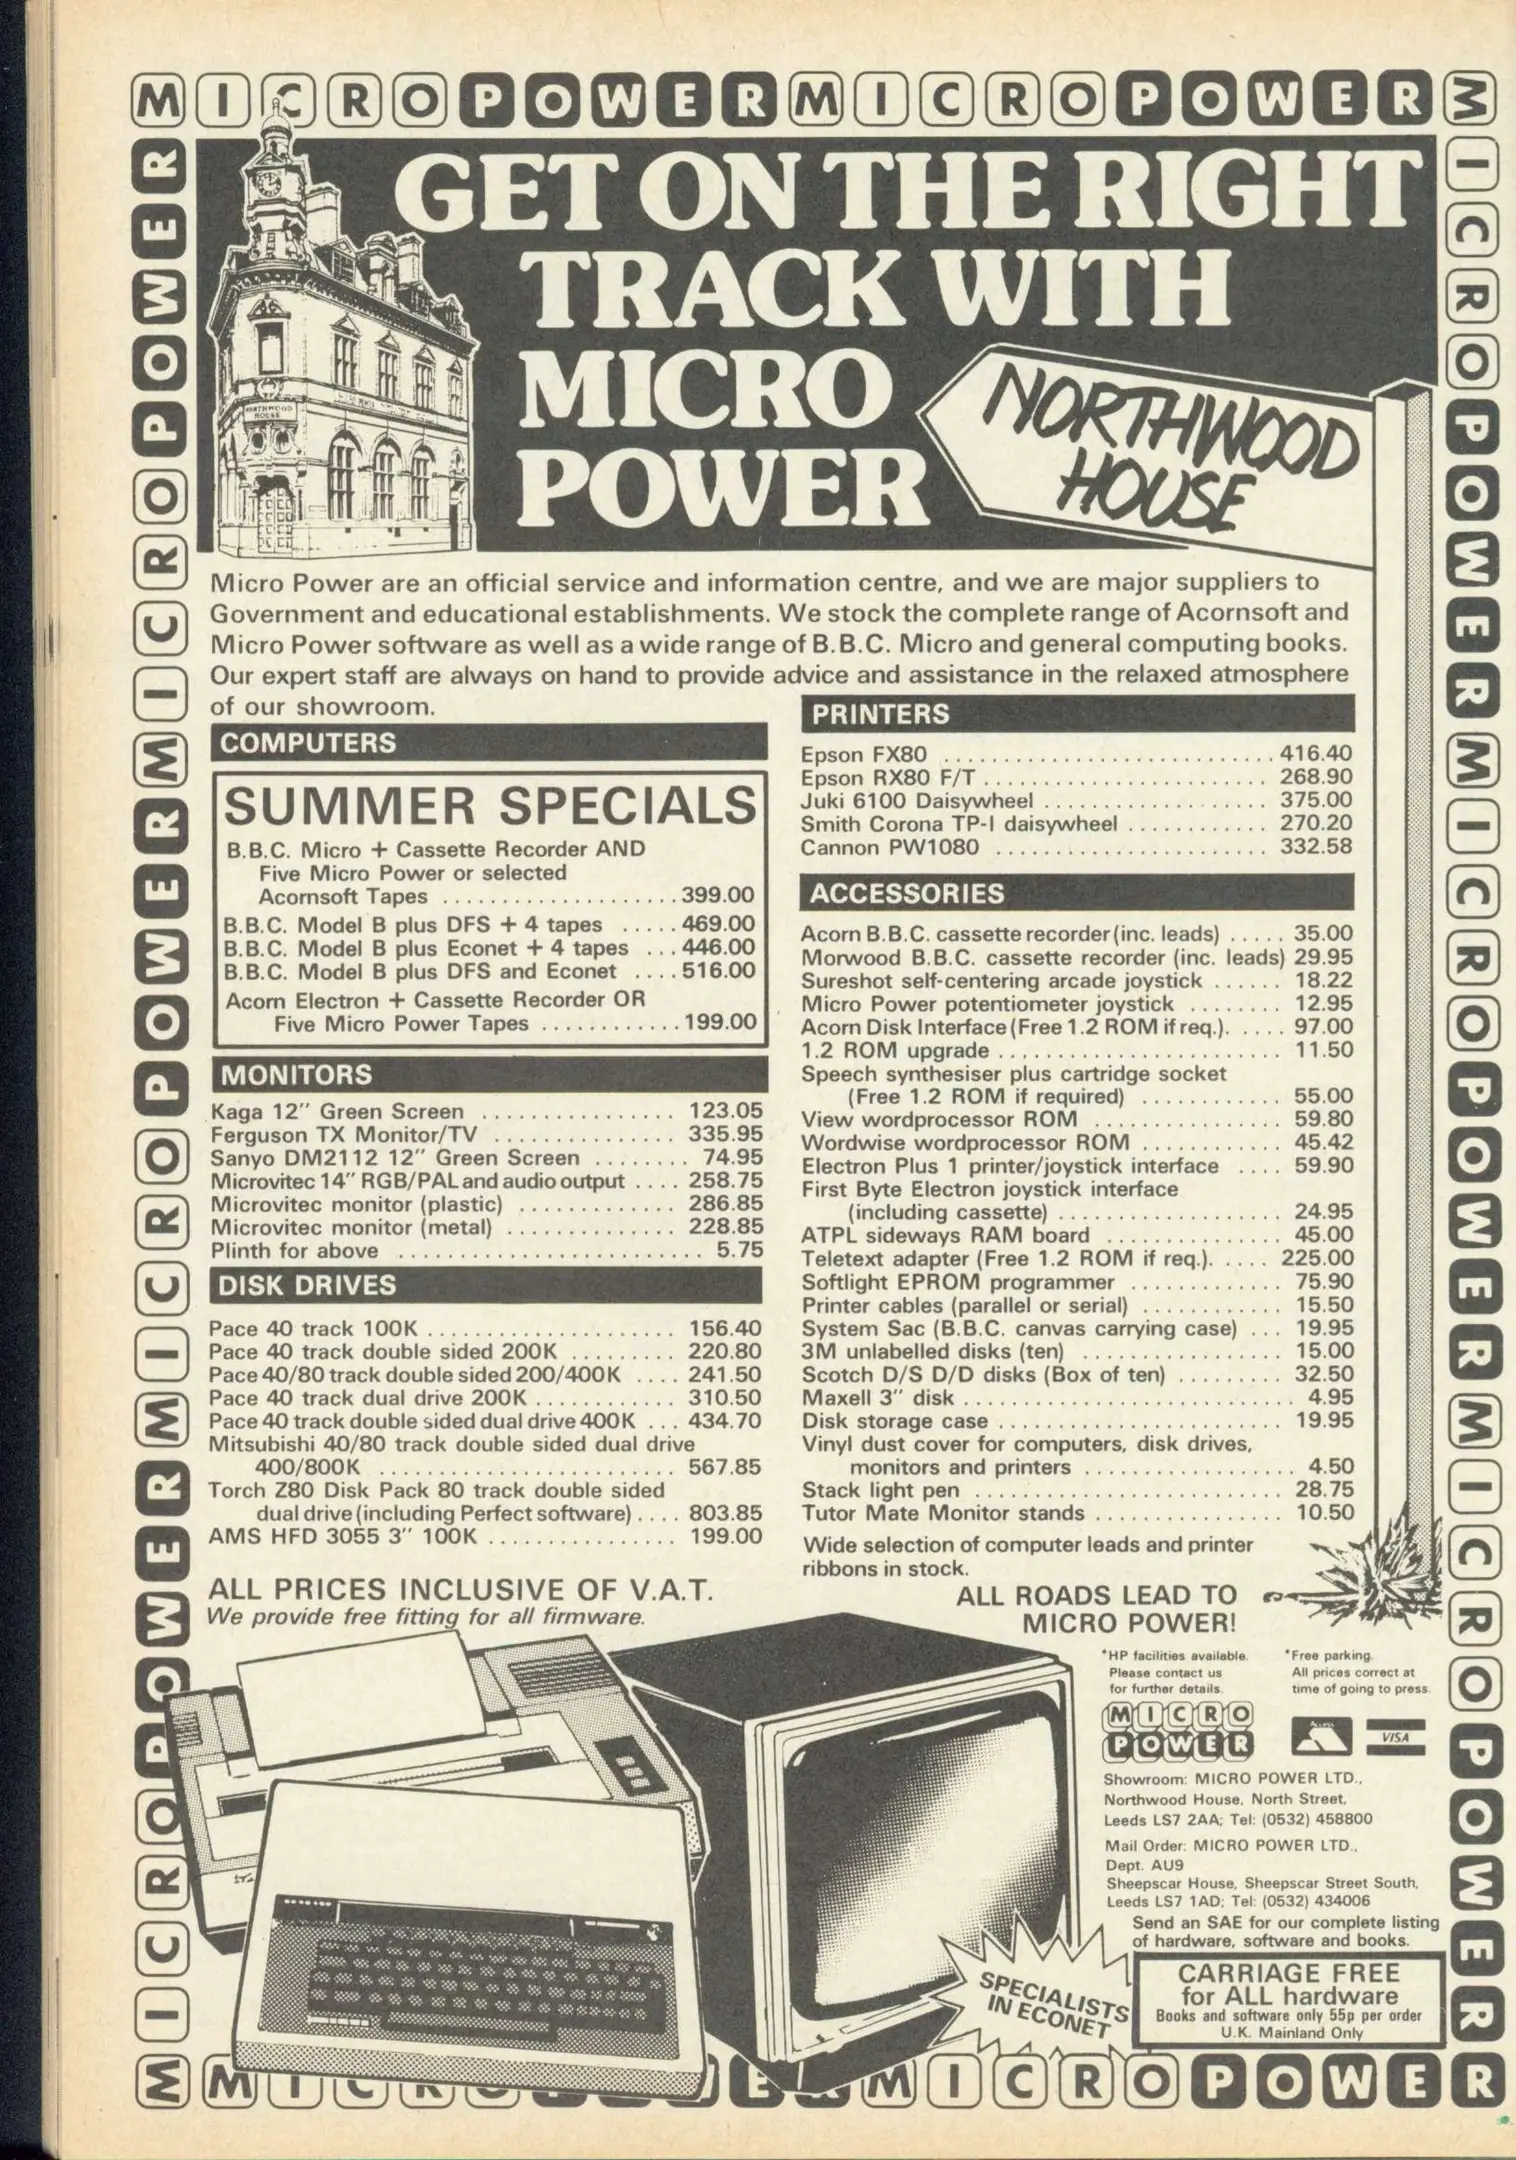 MICROPOWERMICROPOWERM
GET ON THE RIGHT
TRACK WITH
MICRO
POWER
NORTHWOOD
HOUSE
NORTHWOOD
HOUSE
Micro Power are an official service and information centre, and we are major suppliers to
Government and educational establishments. We stock the complete range of Acornsoft and
Micro Power software as well as a wide range of B.B.C. Micro and general computing books.
Our expert staff are always on hand to provide advice and assistance in the relaxed atmosphere
of our showroom.
COMPUTERS
SUMMER SPECIALS
B.B.C. Micro + Cassette Recorder AND
Five Micro Power or selected
Acornsoft Tapes .................... 399.00
B.B.C. Model B plus DFS + 4 tapes ..... 469.00
B.B.C. Model B plus Econet + 4 tapes ... 446.00
B.B.C. Model B plus DFS and Econet .... 516.00
Acorn Electron + Cassette Recorder OR
Five Micro Power Tapes ............ 199.00
MONITORS
Kaga 12" Green Screen ................ 123.05
Ferguson TX Monitor/TV ............... 335.95
Sanyo DM2112 12" Green Screen ........ 74.95
Microvitec 14" RGB/PAL and audio output .... 258.75
Microvitec monitor (plastic) ............. 286.85
Microvitec monitor (metal) .............. 228.85
Plinth for above .......................... 5.75
DISK DRIVES
Pace 40 track 100K ..................... 156.40
Pace 40 track double sided 200K ......... 220.80
Pace 40/80 track double sided 200/400K .... 241.50
Pace 40 track dual drive 200K ............ 310.50
Pace 40 track double sided dual drive 400K ... 434.70
Mitsubishi 40/80 track double sided dual drive
400/800K ......................... 567.85
Torch Z80 Disk Pack 80 track double sided
dual drive (including Perfect software) .... 803.85
AMS HFD 3055 3" 100K ................ 199.00
ALL PRICES INCLUSIVE OF V.A.T.
We provide free fitting for all firmware.
PRINTERS
Epson FX80 ............................ 416.40
Epson RX80 F/T ........................ 268.90
Juki 6100 Daisywheel ................... 375.00
Smith Corona TP-I daisywheel ............ 270.20
Cannon PW1080 ....................... 332.58
ACCESSORIES
Acorn B.B.C. cassette recorder (inc. leads) ..... 35.00
Morwood B.B.C. cassette recorder (inc. leads) 29.95
Sureshot self-centering arcade joystick ...... 18.22
Micro Power potentiometer joystick ........ 12.95
Acorn Disk Interface (Free 1.2 ROM if req.). .... 97.00
1.2 ROM upgrade ........................ 11.50
Speech synthesiser plus cartridge socket
(Free 1.2 ROM if required) ............ 55.00
View wordprocessor ROM ................ 59.80
Wordwise wordprocessor ROM ............ 45.42
Electron Plus 1 printer/joystick interface .... 59.90
First Byte Electron joystick interface
(including cassette) ................... 24.95
ATPL sideways RAM board ............... 45.00
Teletext adapter (Free 1.2 ROM if req.). ..... 225.00
Softlight EPROM programmer ............. 75.90
Printer cables (parallel or serial) ............ 15.50
System Sac (B.B.C. canvas carrying case) ... 19.95
3M unlabelled disks (ten) ................. 15.00
Scotch D/S D/D disks (Box of ten) ......... 32.50
Maxell 3" disk ............................ 4.95
Disk storage case ........................ 19.95
Vinyl dust cover for computers, disk drives,
monitors and printers .................. 4.50
Stack light pen .......................... 28.75
Tutor Mate Monitor stands ................ 10.50
Wide selection of computer leads and printer
ribbons in stock.
ALL ROADS LEAD TO
MICRO POWER!
*HP facilities available.
Please contact us
for further details.
*Free parking.
All prices correct at
time of going to press.
MICRO
POWER
Access
VISA
Showroom: MICRO POWER LTD.,
Northwood House, North Street,
Leeds LS7 2AA; Tel: (0532) 458800
Mail Order: MICRO POWER LTD.,
Dept. AU9
Sheepscar House, Sheepscar Street South,
Leeds LS7 1AD; Tel: (0532) 434006
Send an SAE for our complete listing
of hardware, software and books.
SPECIALISTS
IN ECONET
CARRIAGE FREE
for ALL hardware
Books and software only 55p per order
U.K. Mainland Only
MICROPOWERMICROPOWERMICROPOWER
ICROPOWERMICROPOWERMICROPOWER
MICROPOWERMICROPOWER